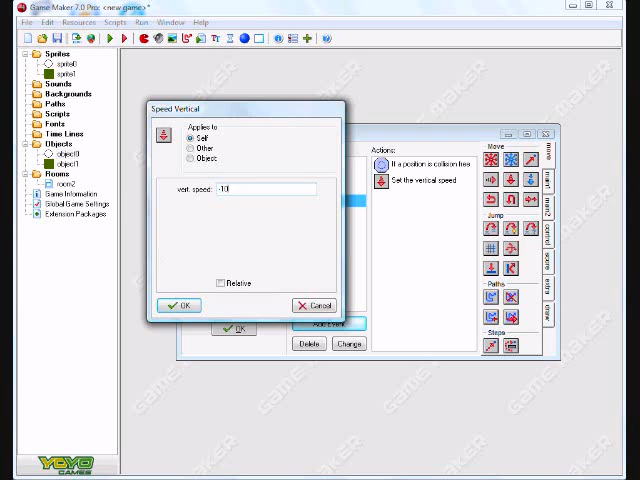 Game Maker 7.0 Pro: <new game>*
File Edit Resources Scripts Run Window Help
Sprites
sprite0
sprite1
Sounds
Backgrounds
Paths
Scripts
Fonts
Time Lines
Objects
object0
object1
Rooms
room2
Game Information
Global Game Settings
Extension Packages
YOYO
GAMES
Speed Vertical
Applies to
Self
Other
Object
vert. speed: -10
Relative
OK
Cancel
OK
Add Event
Delete
Change
Actions:
If a position is collision free
Set the vertical speed
Move
Jump
Paths
Steps
move
main1
main2
control
score
extra
draw
GAME MAKER